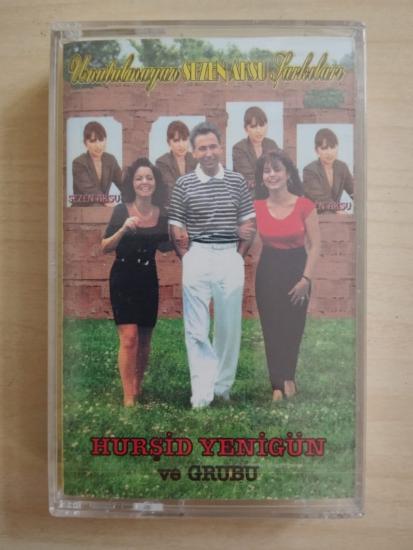 Unutulmayan SEZEN AKSU Şarkıları
SEZEN AKSU
SEZEN AKSU
HURŞİD YENİGÜN
ve GRUBU